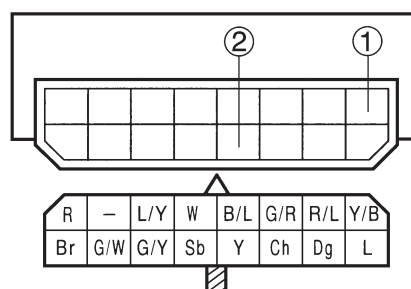 ② ①
R – L/Y W B/L G/R R/L Y/B
Br G/W G/Y Sb Y Ch Dg L